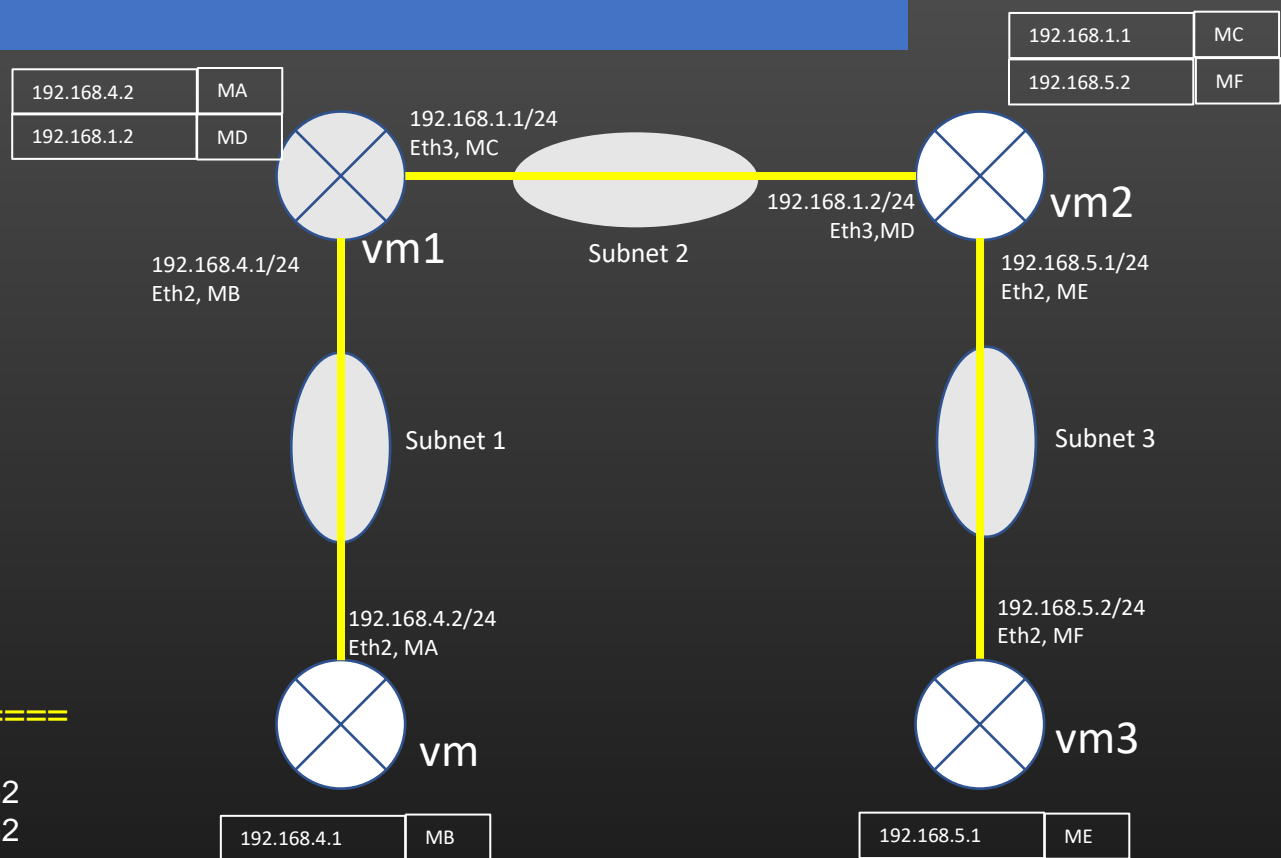 192.168.1.1 MC
192.168.5.2 MF
192.168.4.2 MA
192.168.1.2 MD
192.168.1.1/24
Eth3, MC
192.168.1.2/24
Eth3,MD
vm2
vm1
Subnet 2
192.168.4.1/24
Eth2, MB
192.168.5.1/24
Eth2, ME
Subnet 1
Subnet 3
192.168.4.2/24
Eth2, MA
192.168.5.2/24
Eth2, MF
====
vm
vm3
2
2
192.168.4.1 MB
192.168.5.1 ME